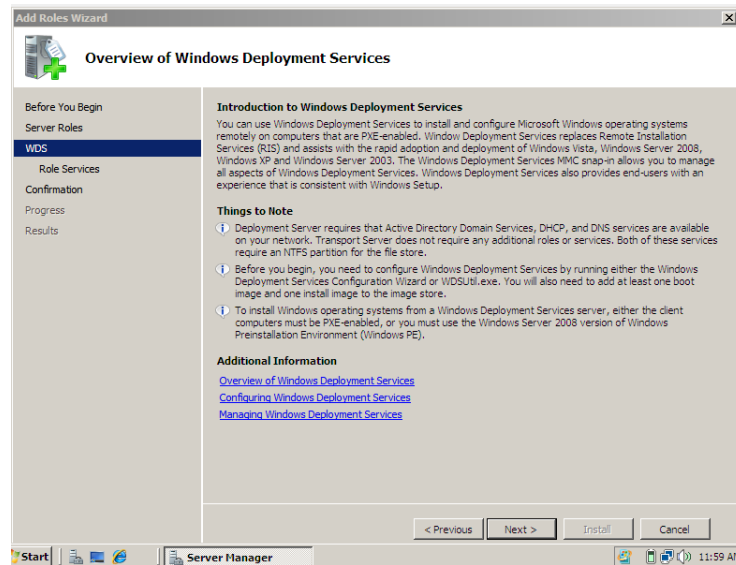 Add Roles Wizard
Overview of Windows Deployment Services
Before You Begin
Server Roles
WDS
Role Services
Confirmation
Progress
Results
Introduction to Windows Deployment Services
You can use Windows Deployment Services to install and configure Microsoft Windows operating systems
remotely on computers that are PXE-enabled. Window Deployment Services replaces Remote Installation
Services (RIS) and assists with the rapid adoption and deployment of Windows Vista, Windows Server 2008,
Windows XP and Windows Server 2003. The Windows Deployment Services MMC snap-in allows you to manage
all aspects of Windows Deployment Services. Windows Deployment Services also provides end-users with an
experience that is consistent with Windows Setup.
Things to Note
Deployment Server requires that Active Directory Domain Services, DHCP, and DNS services are available
on your network. Transport Server does not require any additional roles or services. Both of these services
require an NTFS partition for the file store.
Before you begin, you need to configure Windows Deployment Services by running either the Windows
Deployment Services Configuration Wizard or WDSUtil.exe. You will also need to add at least one boot
image and one install image to the image store.
To install Windows operating systems from a Windows Deployment Services server, either the client
computers must be PXE-enabled, or you must use the Windows Server 2008 version of Windows
Preinstallation Environment (Windows PE).
Additional Information
Overview of Windows Deployment Services
Configuring Windows Deployment Services
Managing Windows Deployment Services
< Previous
Next >
Install
Cancel
Start
Server Manager
11:59 AM